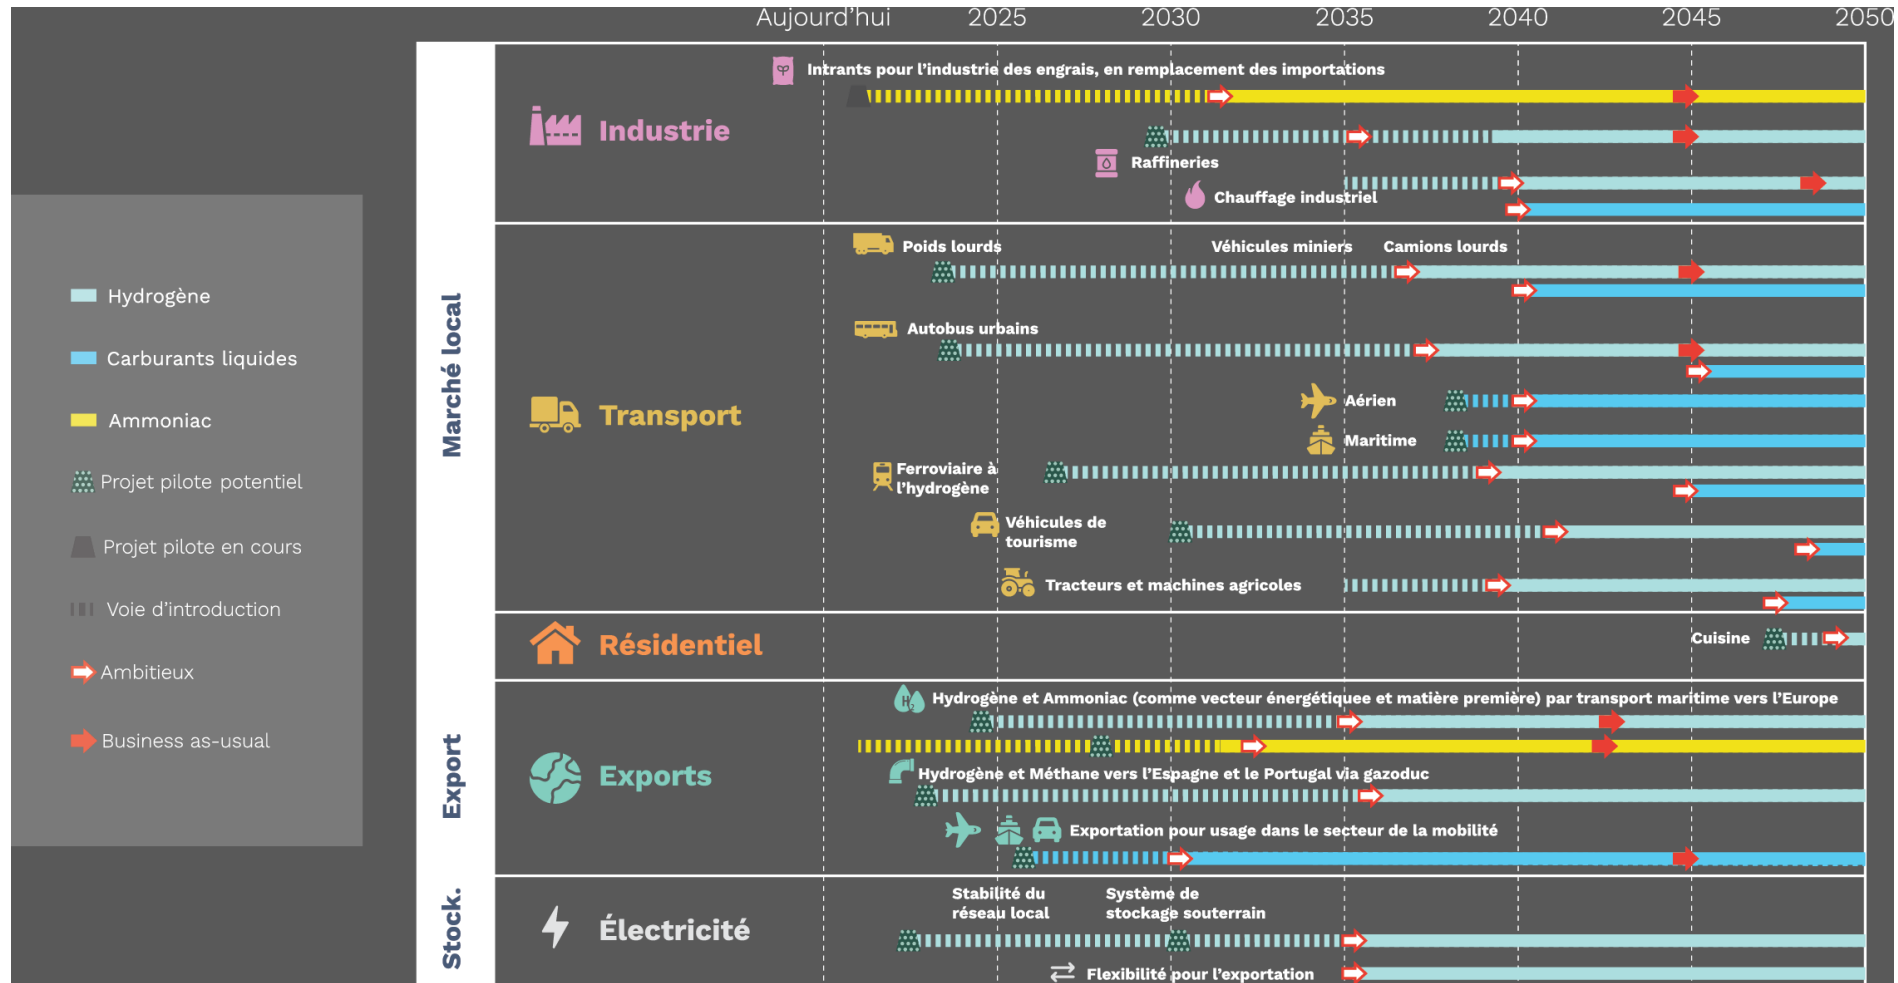 Aujourd'hui 2025 2030 2035 2040 2045 2050
Hydrogène
Carburants liquides
Ammoniac
Projet pilote potentiel
Projet pilote en cours
Voie d'introduction
Ambitieux
Business as-usual
Marché local
Industrie
Intrants pour l'industrie des engrais, en remplacement des importations
Raffineries
Chauffage industriel
Transport
Poids lourds
Véhicules miniers
Camions lourds
Autobus urbains
Aérien
Maritime
Ferroviaire à
l'hydrogène
Véhicules de
tourisme
Tracteurs et machines agricoles
Résidentiel
Cuisine
Export
Exports
H2
Hydrogène et Ammoniac (comme vecteur énergétiquee et matière première) par transport maritime vers l'Europe
Hydrogène et Méthane vers l'Espagne et le Portugal via gazoduc
Exportation pour usage dans le secteur de la mobilité
Stock.
Électricité
Stabilité du
réseau local
Système de
stockage souterrain
Flexibilité pour l'exportation